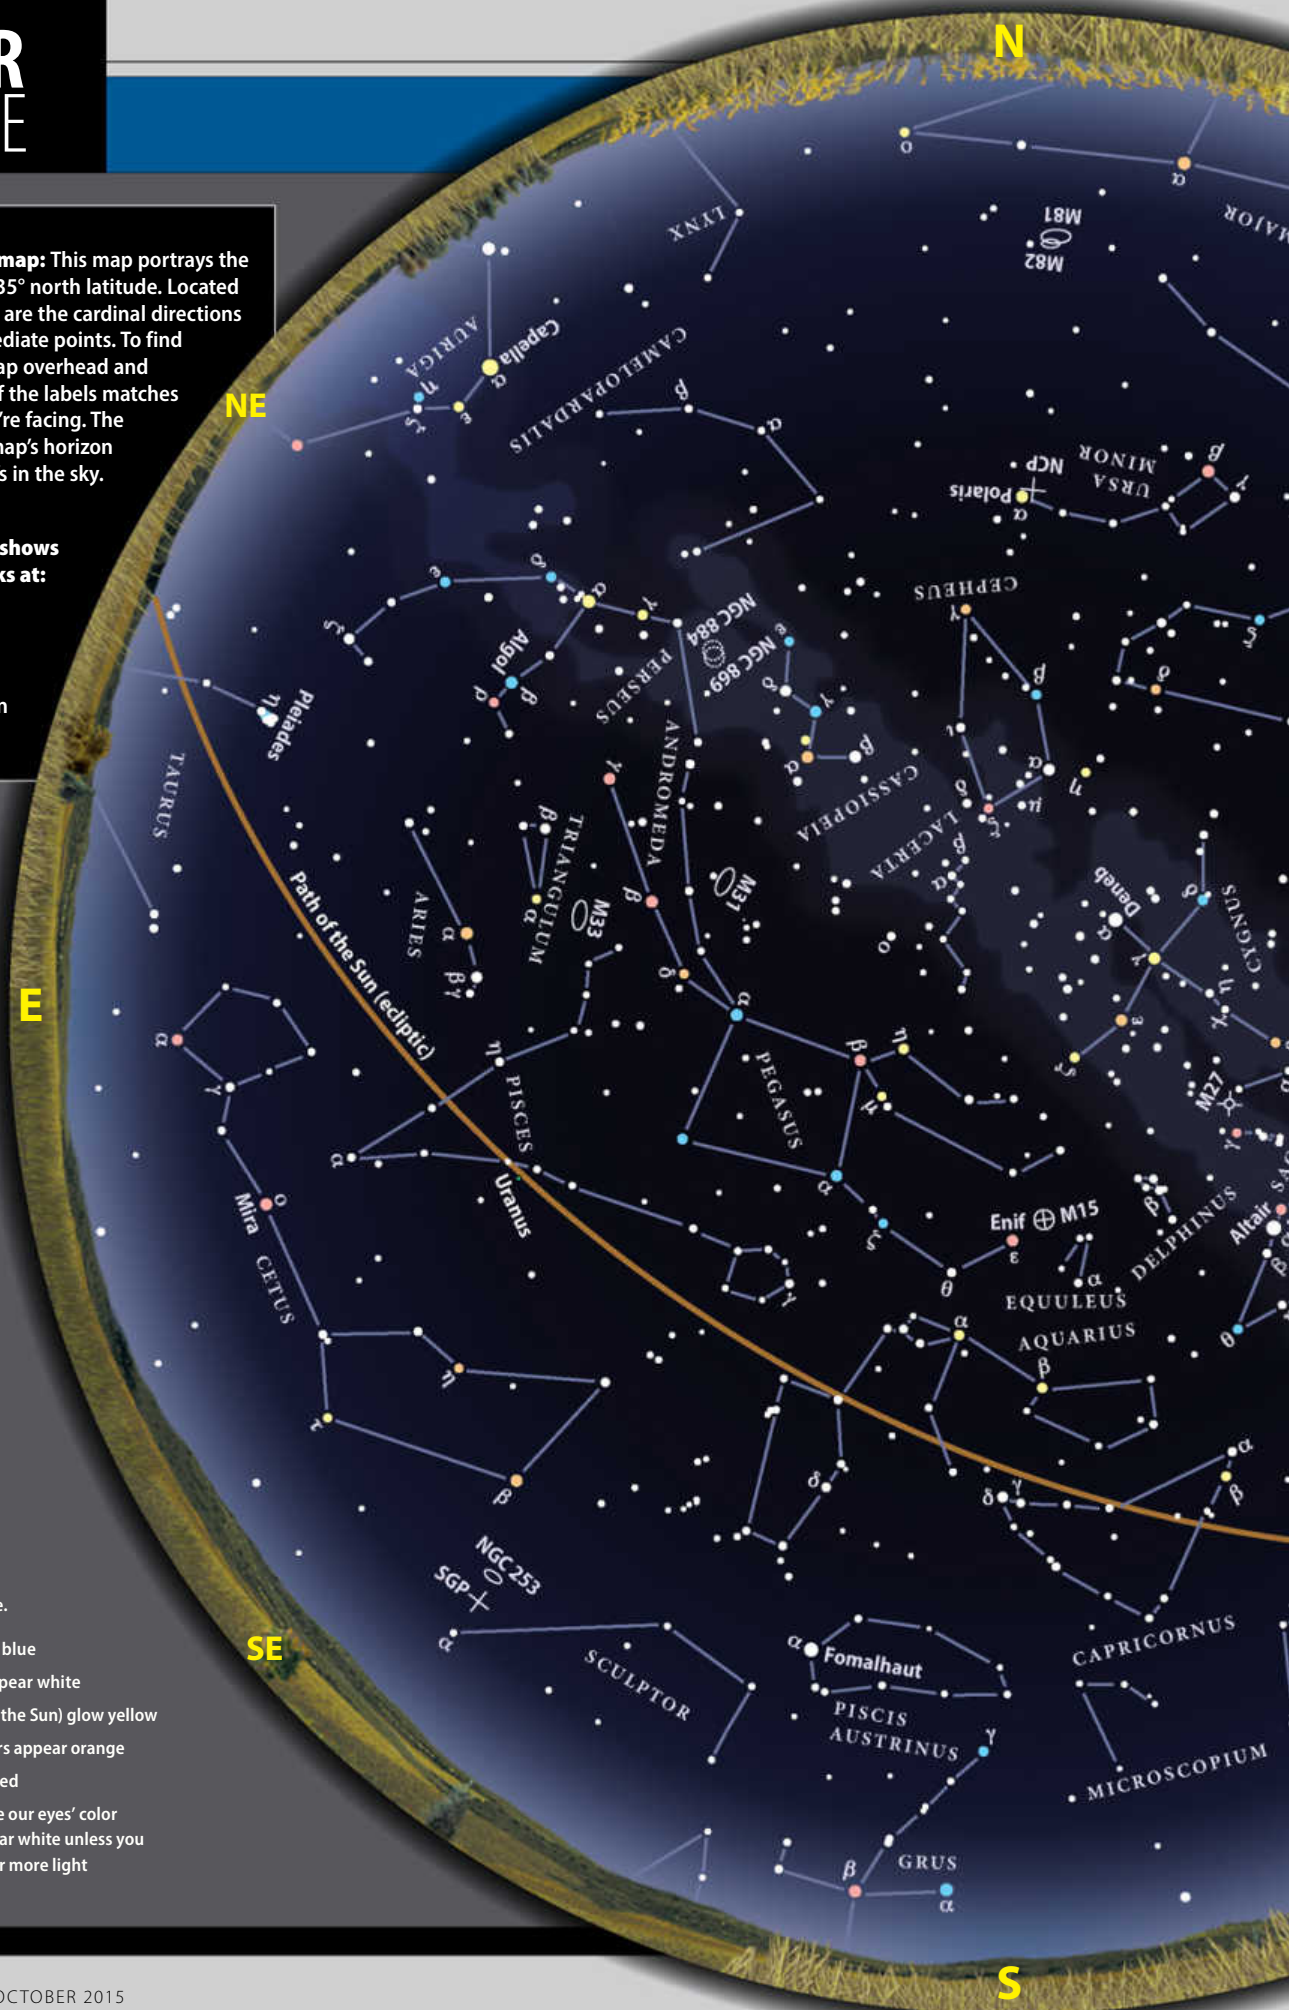 R
E
map: This map portrays the
35° north latitude. Located
are the cardinal directions
ediate points. To find
ap overhead and
f the labels matches
're facing. The
map's horizon
s in the sky.
shows
ks at:
n
e.
blue
pear white
the Sun) glow yellow
rs appear orange
ed
e our eyes' color
ar white unless you
r more light
OCTOBER 2015
N
NE
E
SE
S
LYNX
M81
M82
MAJOR
ο
α
AURIGA
Capella
α
η
ζ
ε
CAMELOPARDALIS
β
α
NCP
Polaris
α
URSA
MINOR
β
γ
CEPHEUS
γ
β
ι
α
δ
ζ
μ
η
ζ
δ
ε
δ
α
γ
ζ
Algol
β
ρ
PERSEUS
NGC 884
NGC 869
ε
δ
γ
α
β
CASSIOPEIA
Pleiades
η
TAURUS
ANDROMEDA
γ
β
δ
M31
LACERTA
β
α
ο
Deneb
α
γ
δ
ε
ζ
μ
χ
CYGNUS
TRIANGULUM
β
α
M33
ARIES
α
β
γ
Path of the Sun (ecliptic)
α
γ
ο
Mira
CETUS
η
τ
β
PISCES
η
α
γ
Uranus
PEGASUS
α
β
η
μ
α
ζ
θ
Enif
ε
M15
M27
γ
SA
Altair
α
β
θ
DELPHINUS
β
EQUULEUS
α
AQUARIUS
α
β
δ
γ
δ
α
β
CAPRICORNUS
NGC 253
SGP
α
SCULPTOR
α
Fomalhaut
PISCIS
AUSTRINUS
γ
MICROSCOPIUM
β
GRUS
α